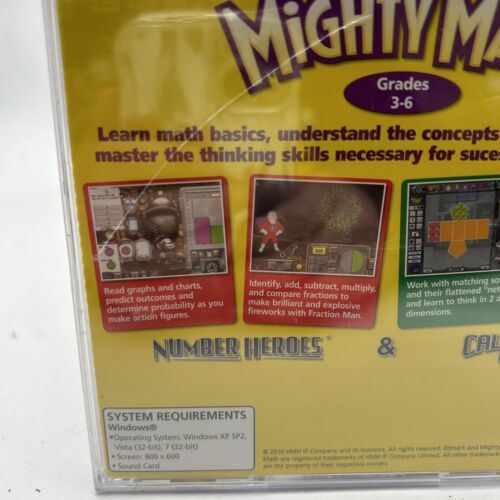 MIGHTY MA
Grades
3-6
Learn math basics, understand the concepts
master the thinking skills necessary for suces
Read graphs and charts,
predict outcomes and
determine probability as you
make action figures.
Identify, add, subtract, multiply,
and compare fractions to
make brilliant and explosive
fireworks with Fraction Man.
Work with matching so
and their flattened "net
and learn to think in 2 a
dimensions.
NUMBER HEROES & CAL
SYSTEM REQUIREMENTS
Windows®
•Operating System: Windows XP SP2,
Vista (32-bit), 7 (32-bit)
• Screen: 800 x 600
• Sound Card
© 2010 HMH IP Company and its licensors. All rights reserved. Edmark and Mighty
Math are registered trademarks of HMH IP Company Limited. All other trademarks
are the property of their respective owners.